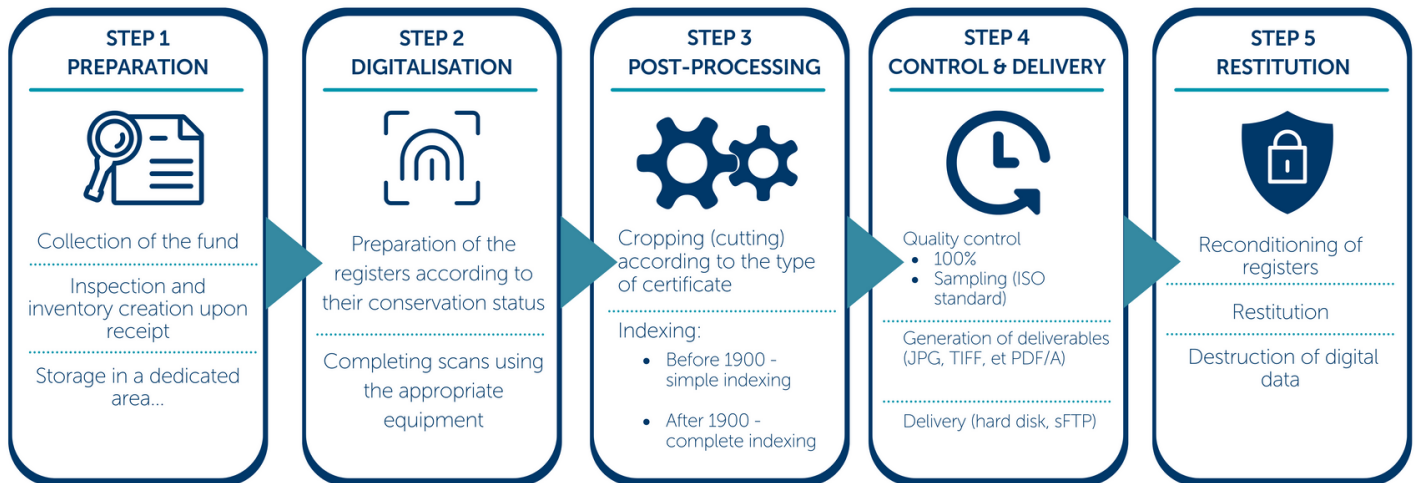 STEP 1
PREPARATION
Collection of the fund
Inspection and
inventory creation upon
receipt
Storage in a dedicated
area...
STEP 2
DIGITALISATION
Preparation of the
registers according to
their conservation status
Completing scans using
the appropriate
equipment
STEP 3
POST-PROCESSING
Cropping (cutting)
according to the type
of certificate
Indexing:
• Before 1900 -
simple indexing
• After 1900 -
complete indexing
STEP 4
CONTROL & DELIVERY
Quality control
• 100%
• Sampling (ISO
standard)
Generation of deliverables
(JPG, TIFF, et PDF/A)
Delivery (hard disk, sFTP)
STEP 5
RESTITUTION
Reconditioning of
registers
Restitution
Destruction of digital
data